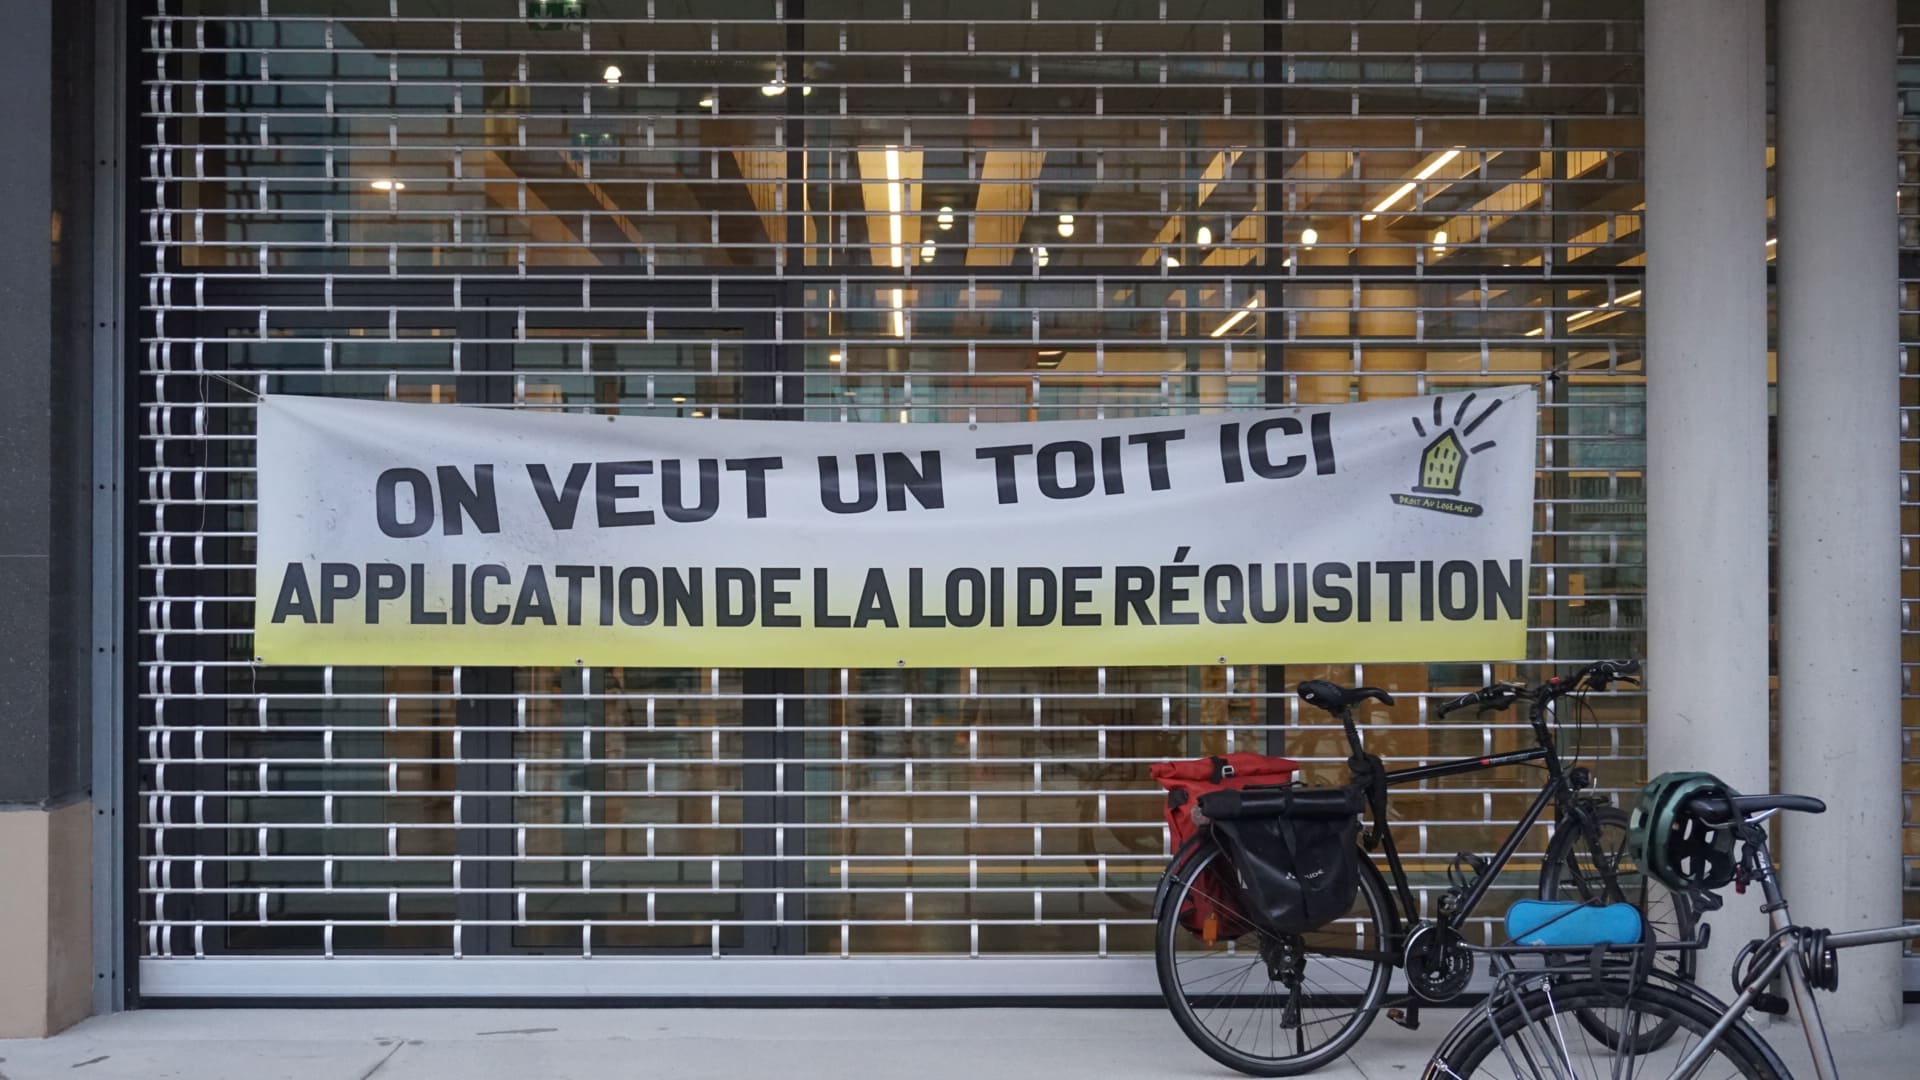 ON VEUT UN TOIT ICI
DROIT AU LOGEMENT
APPLICATION DE LA LOI DE RÉQUISITION